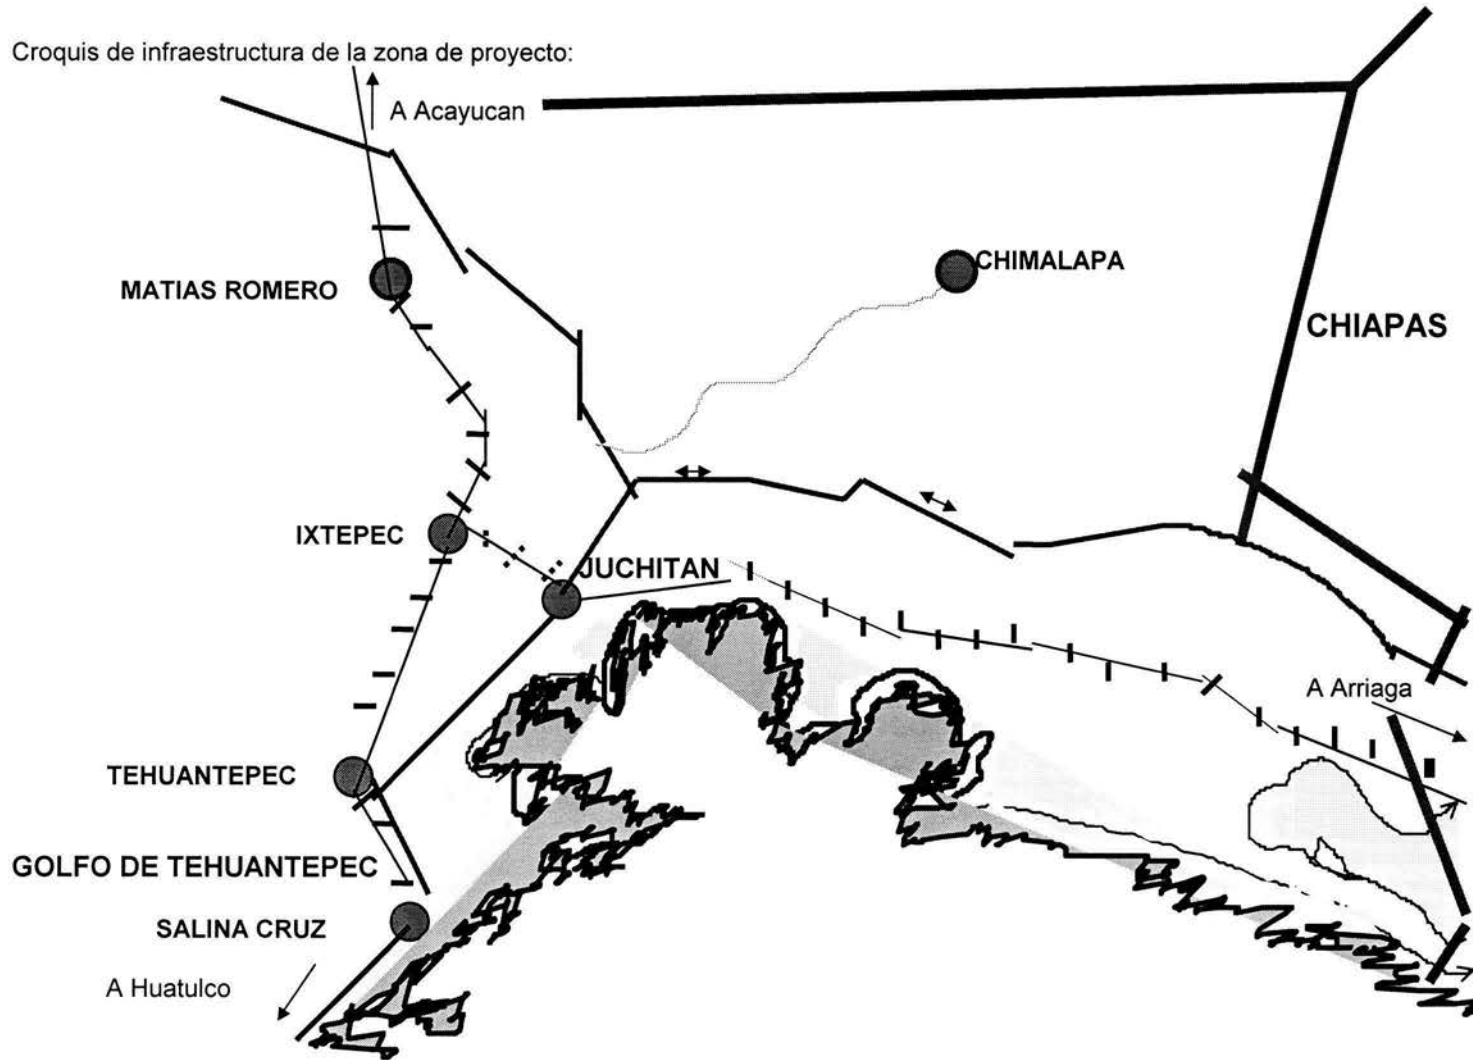 Croquis de infraestructura de la zona de proyecto:
A Acayucan
CHIMALAPA
MATIAS ROMERO
CHIAPAS
IXTEPEC
JUCHITAN
A Arriaga
TEHUANTEPEC
GOLFO DE TEHUANTEPEC
SALINA CRUZ
A Huatulco